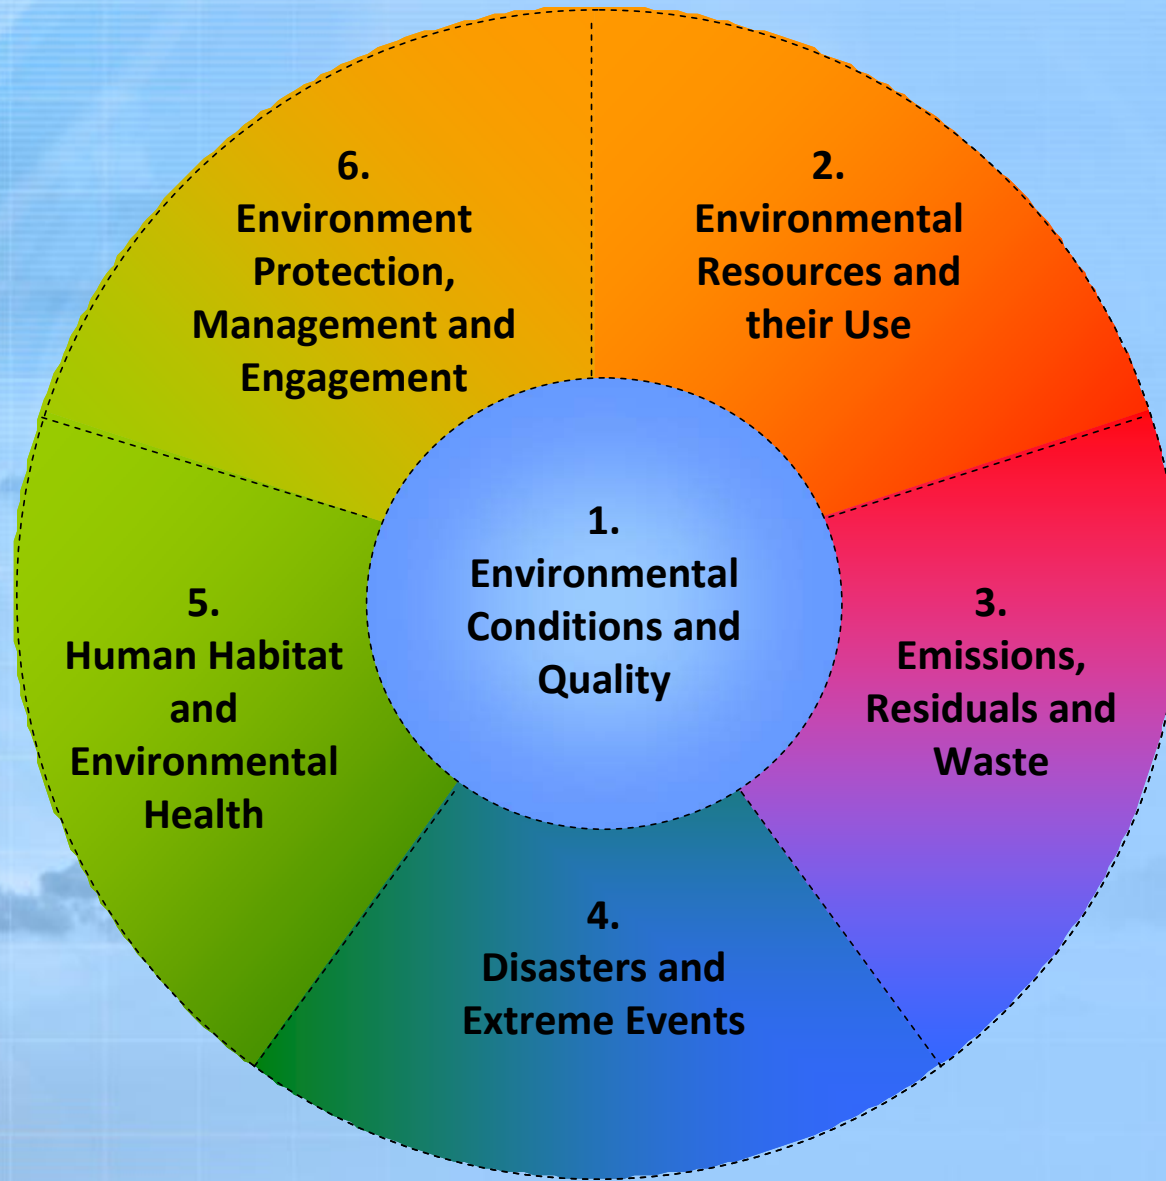 1.
Environmental
Conditions and
Quality
2.
Environmental
Resources and
their Use
3.
Emissions,
Residuals and
Waste
4.
Disasters and
Extreme Events
5.
Human Habitat
and
Environmental
Health
6.
Environment
Protection,
Management and
Engagement